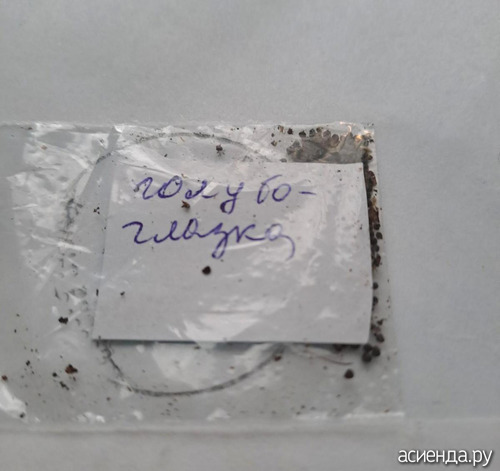 голубо-
глазка
асиенда.ру